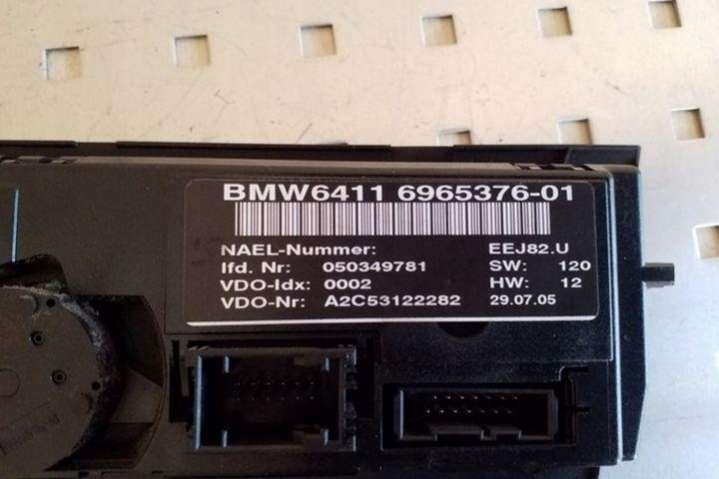 BMW6411 6965376-01
NAEL-Nummer: EEJ82.U
lfd. Nr: 050349781 SW: 120
VDO-Idx: 0002 HW: 12
VDO-Nr: A2C53122282 29.07.05